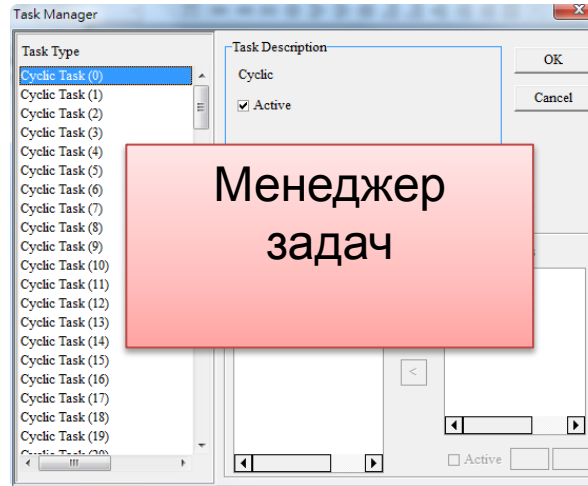 Task Manager
Task Type
Cyclic Task (0)
Cyclic Task (1)
Cyclic Task (2)
Cyclic Task (3)
Cyclic Task (4)
Cyclic Task (5)
Cyclic Task (6)
Cyclic Task (7)
Cyclic Task (8)
Cyclic Task (9)
Cyclic Task (10)
Cyclic Task (11)
Cyclic Task (12)
Cyclic Task (13)
Cyclic Task (14)
Cyclic Task (15)
Cyclic Task (16)
Cyclic Task (17)
Cyclic Task (18)
Cyclic Task (19)
Cyclic Task (20)
Task Description
Cyclic
Active
OK
Cancel
Менеджер
задач
<
Active